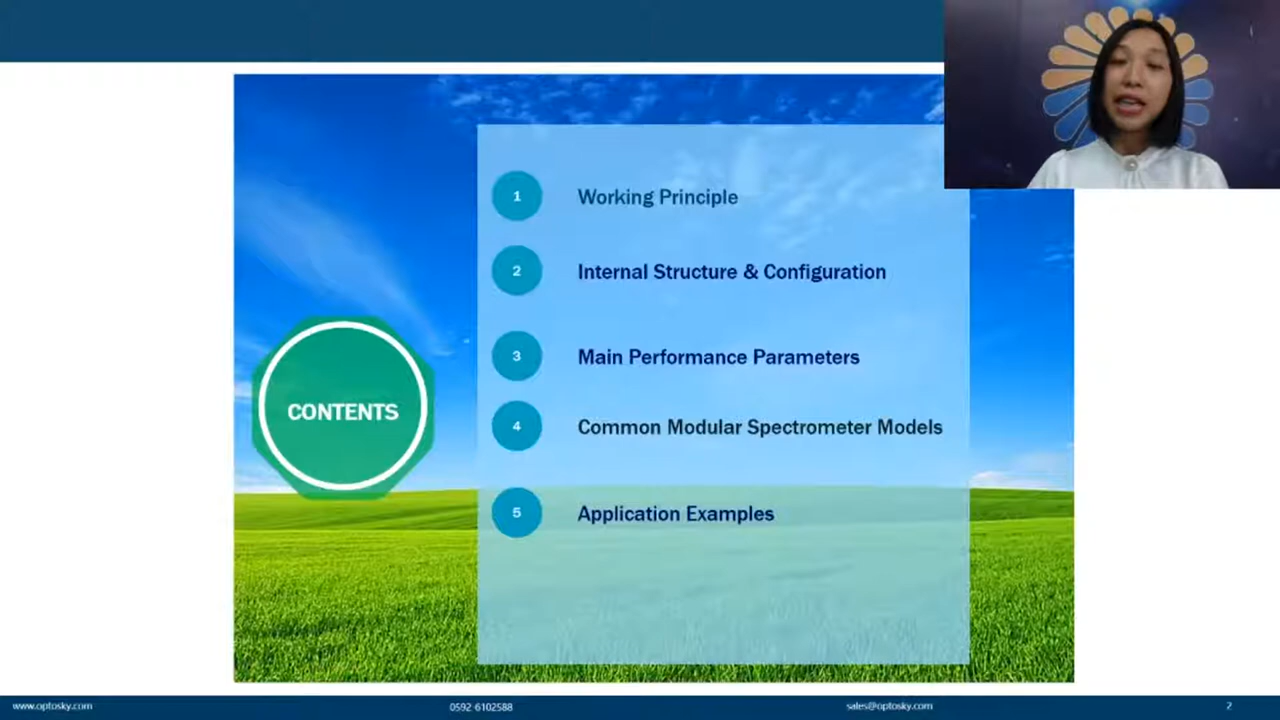 CONTENTS
1 Working Principle
2 Internal Structure & Configuration
3 Main Performance Parameters
4 Common Modular Spectrometer Models
5 Application Examples
www.optosky.com 0592-6102588 sales@optosky.com 2